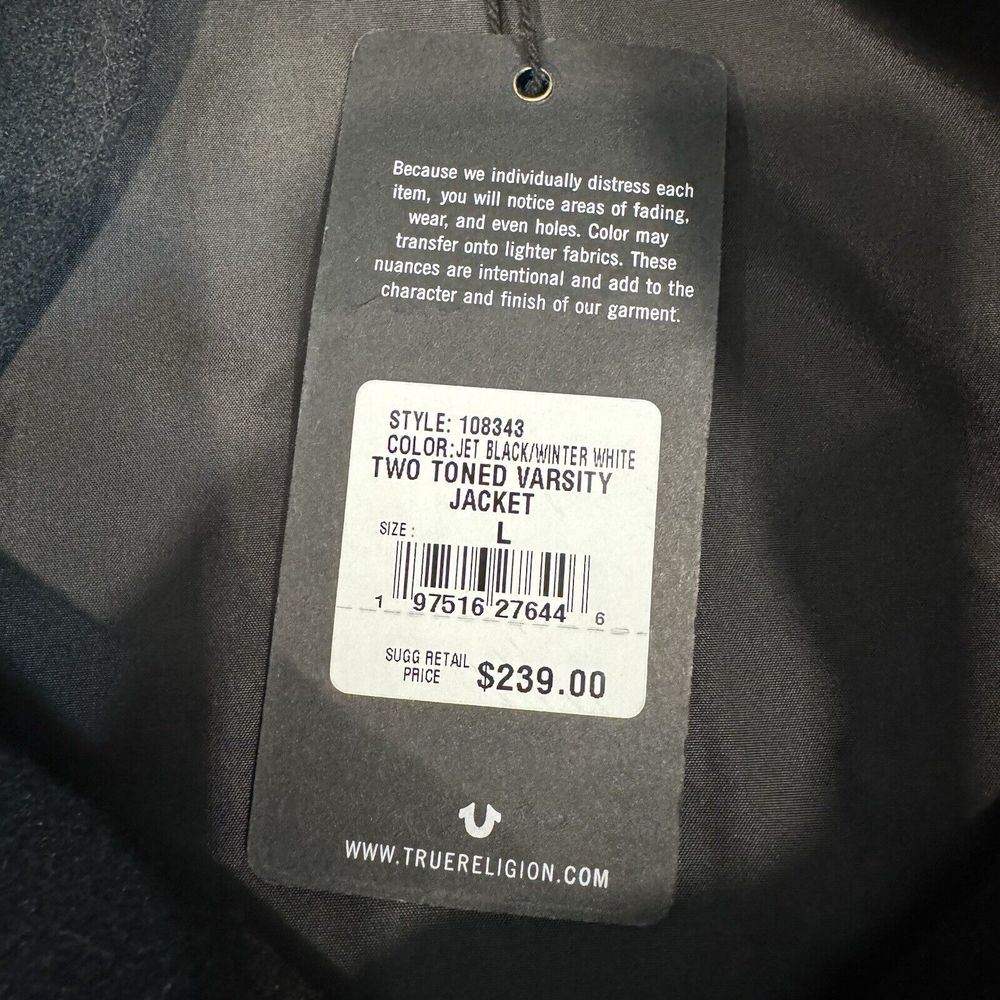 Because we individually distress each
item, you will notice areas of fading,
wear, and even holes. Color may
transfer onto lighter fabrics. These
nuances are intentional and add to the
character and finish of our garment.
STYLE: 108343
COLOR:JET BLACK/WINTER WHITE
TWO TONED VARSITY
JACKET
SIZE: L
1 97516 27644 6
SUGG RETAIL
PRICE $239.00
WWW.TRUERELIGION.COM